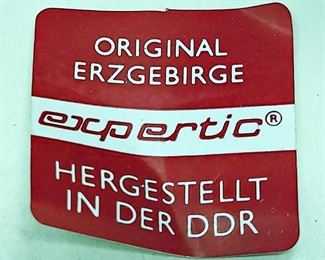 ORIGINAL
ERZGEBIRGE
expertic®
HERGESTELLT
IN DER DDR